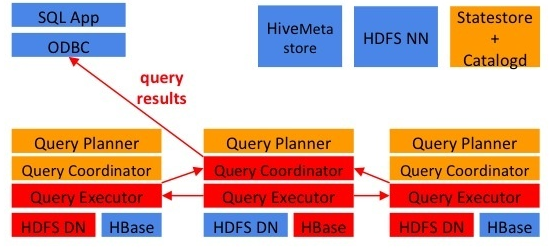 SQL App
ODBC
HiveMeta
store
HDFS NN
Statestore
+
Catalogd
query
results
Query Planner
Query Coordinator
Query Executor
HDFS DN
HBase
Query Planner
Query Coordinator
Query Executor
HDFS DN
HBase
Query Planner
Query Coordinator
Query Executor
HDFS DN
HBase